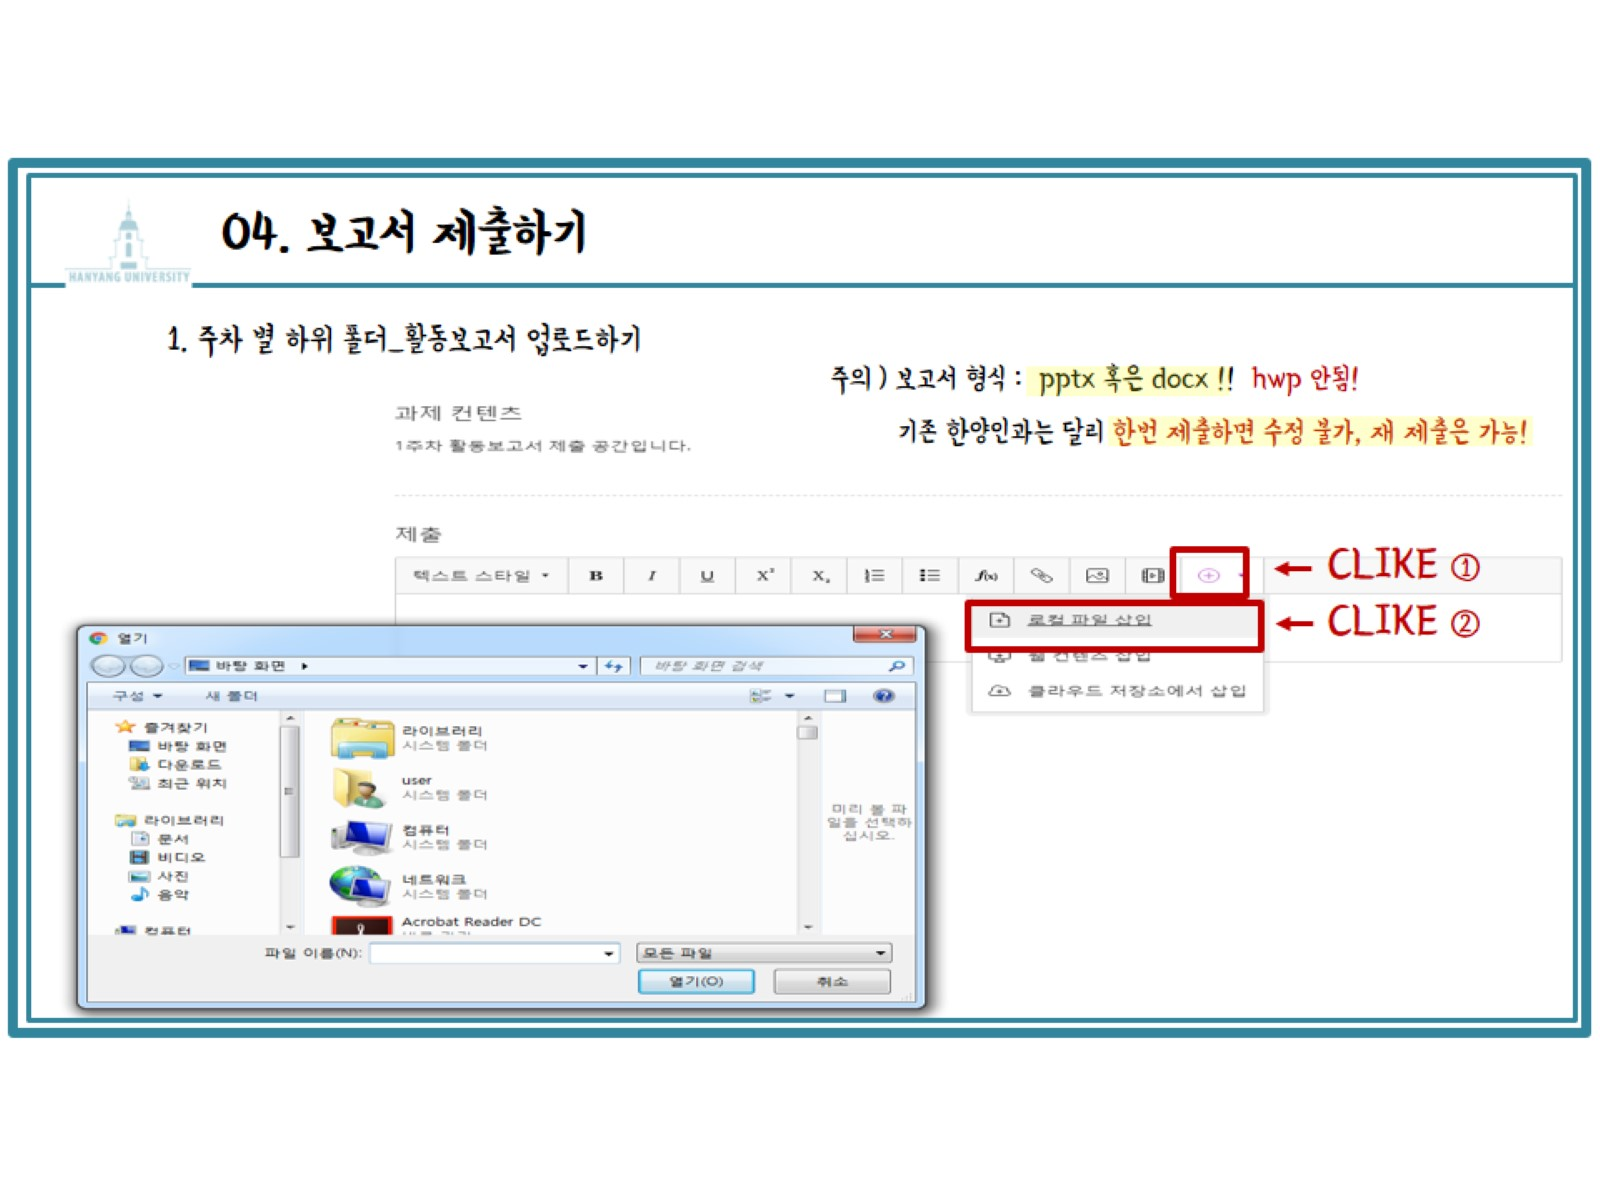 HANYANG UNIVERSITY
04. 보고서 제출하기
1. 주차 별 하위 폴더_활동보고서 업로드하기
주의 ) 보고서 형식 : pptx 혹은 docx !! hwp 안됨!
기존 한양인과는 달리 한번 제출하면 수정 불가, 재 제출은 가능!
과제 컨텐츠
1주차 활동보고서 제출 공간입니다.
제출
텍스트 스타일 B I U X² X₂ f(x)
← CLIKE ①
로컬 파일 삽입
← CLIKE ②
웹 컨텐츠 삽입
클라우드 저장소에서 삽입
열기
바탕 화면
바탕 화면 검색
구성 새 폴더
즐겨찾기
바탕 화면
다운로드
최근 위치
라이브러리
문서
비디오
사진
음악
컴퓨터
라이브러리
시스템 폴더
user
시스템 폴더
컴퓨터
시스템 폴더
네트워크
시스템 폴더
Acrobat Reader DC
미리 볼 파
일을 선택하
십시오.
파일 이름(N):
모든 파일
열기(O) 취소